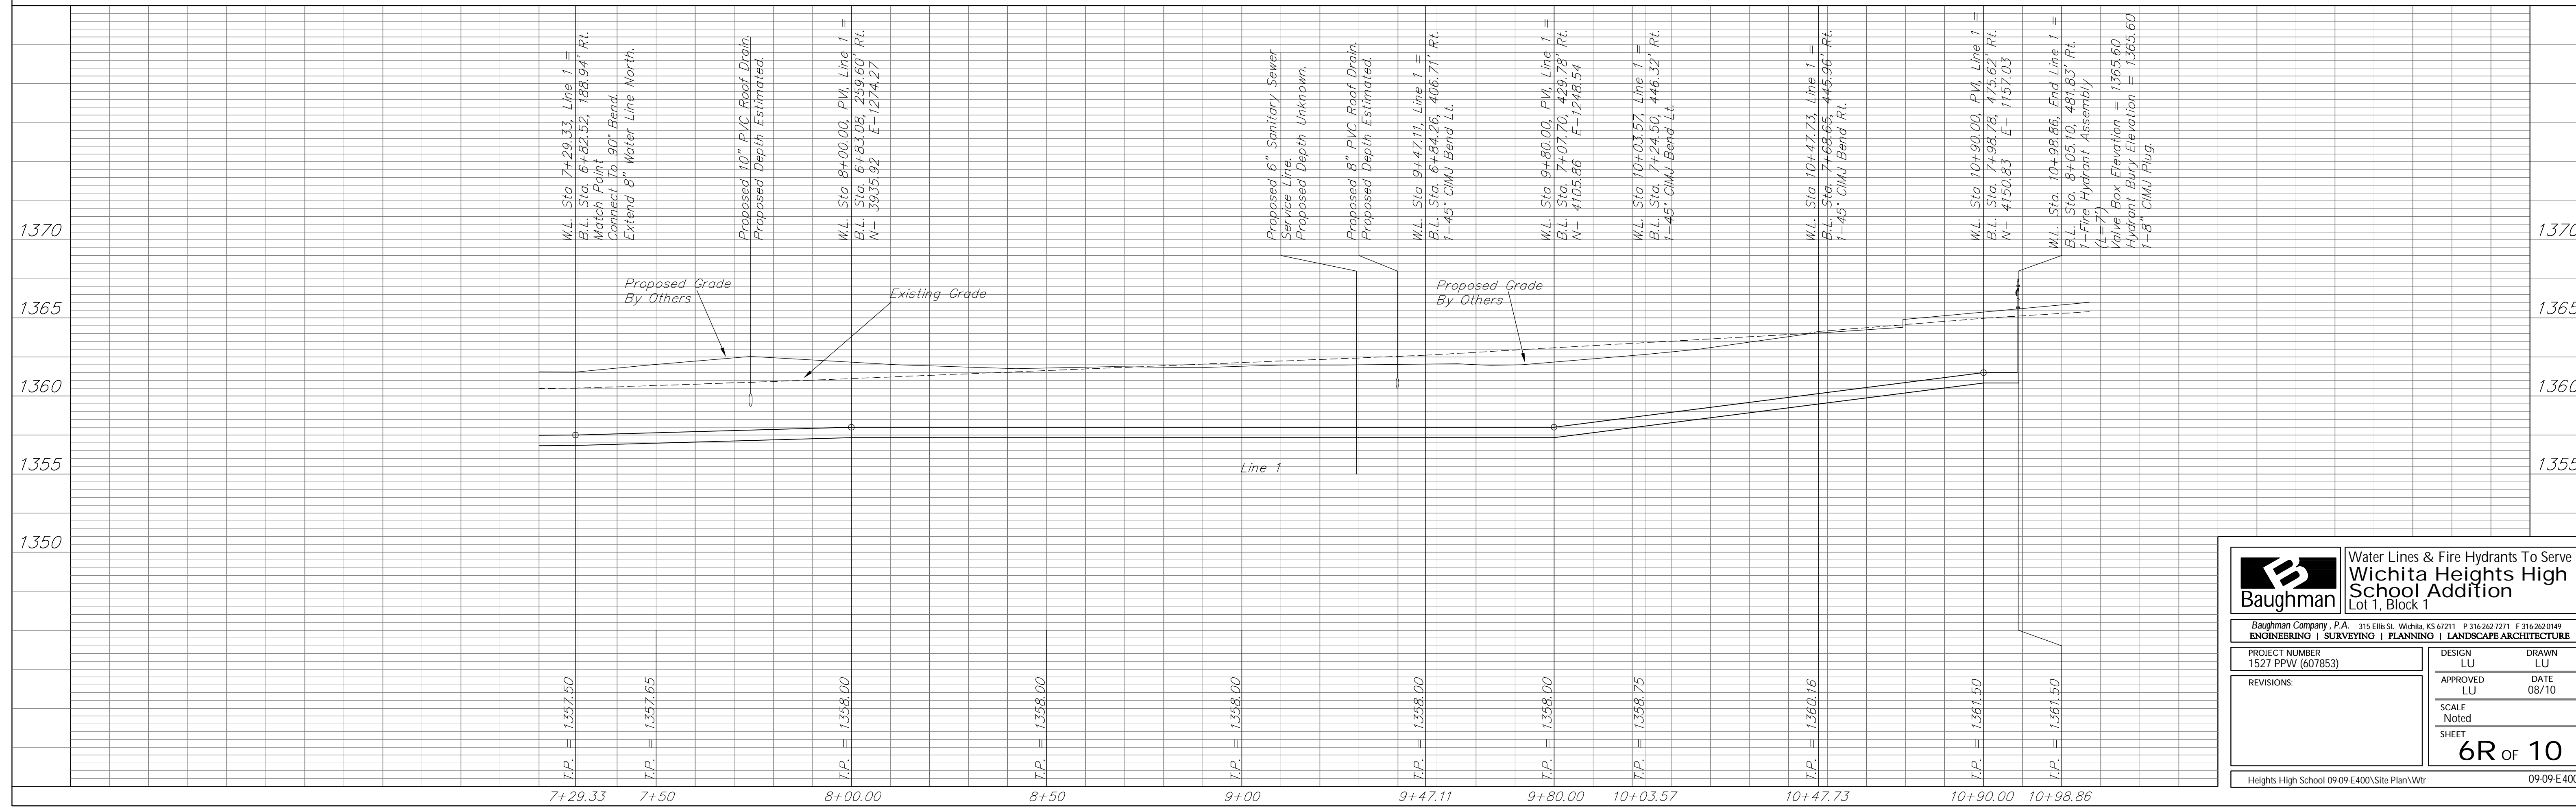 W.L. Sta 7+29.33, Line 1 =
B.L. Sta. 6+82.52, 188.94' Rt.
Match Point
Connect To 90° Bend.
Extend 8" Water Line North.
Proposed 10" PVC Roof Drain.
Proposed Depth Estimated.
W.L. Sta 8+00.00, PVI, Line 1 =
B.L. Sta. 6+83.08, 259.60' Rt.
N- 3935.92 E-1274.27
Proposed 6" Sanitary Sewer
Service Line.
Proposed Depth Unknown.
Proposed 8" PVC Roof Drain.
Proposed Depth Estimated.
W.L. Sta 9+47.11, Line 1 =
B.L. Sta. 6+84.26, 406.71' Rt.
1-45° CIMJ Bend Lt.
W.L. Sta 9+80.00, PVI, Line 1 =
B.L. Sta. 7+07.70, 429.78' Rt.
N- 4105.86 E-1248.54
W.L. Sta 10+03.57, Line 1 =
B.L. Sta. 7+24.50, 446.32' Rt.
1-45° CIMJ Bend Lt.
W.L. Sta 10+47.73, Line 1 =
B.L. Sta. 7+68.65, 445.96' Rt.
1-45° CIMJ Bend Rt.
W.L. Sta 10+90.00, PVI, Line 1 =
B.L. Sta. 7+98.78, 475.62' Rt.
N- 4150.83 E- 1157.03
W.L. Sta. 10+98.86, End Line 1 =
B.L. Sta. 8+05.10, 481.83' Rt.
1-Fire Hydrant Assembly
(L=7')
Valve Box Elevation = 1365.60
Hydrant Bury Elevation = 1365.60
1-8" CIMJ Plug.
1370
1370
Proposed Grade
By Others
Existing Grade
Proposed Grade
By Others
1365
1365
1360
1360
1355
Line 1
1355
1350
T.P. = 1357.50
T.P. = 1357.65
T.P. = 1358.00
T.P. = 1358.00
T.P. = 1358.00
T.P. = 1358.00
T.P. = 1358.00
T.P. = 1358.75
T.P. = 1360.16
T.P. = 1361.50
T.P. = 1361.50
7+29.33 7+50 8+00.00 8+50 9+00 9+47.11 9+80.00 10+03.57 10+47.73 10+90.00 10+98.86
B
Baughman
Water Lines & Fire Hydrants To Serve
Wichita Heights High
School Addition
Lot 1, Block 1
Baughman Company, P.A. 315 Ellis St. Wichita, KS 67211 P 316-262-7271 F 316-262-0149
ENGINEERING | SURVEYING | PLANNING | LANDSCAPE ARCHITECTURE
PROJECT NUMBER
1527 PPW (607853)
DESIGN
LU
DRAWN
LU
REVISIONS:
APPROVED
LU
DATE
08/10
SCALE
Noted
SHEET
6R OF 10
Heights High School 09-09-E400\Site Plan\Wtr 09-09-E400